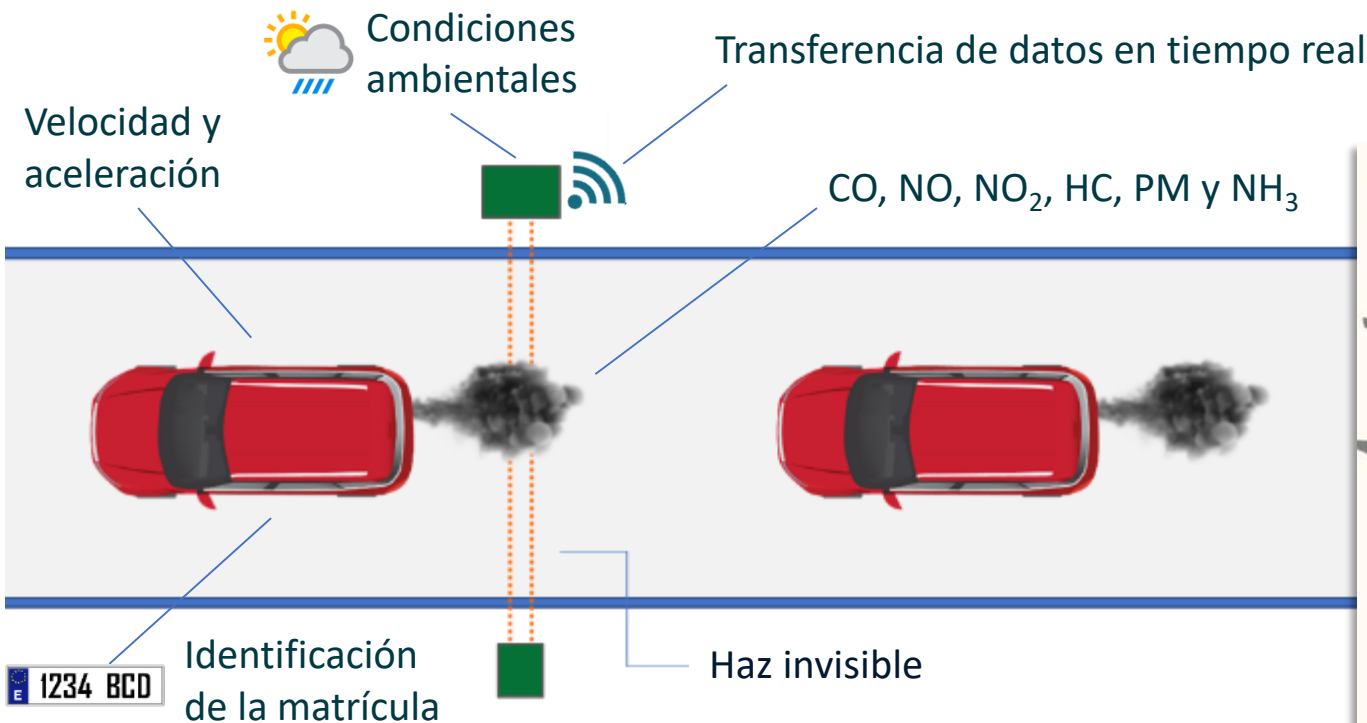 Condiciones
ambientales
Transferencia de datos en tiempo real
Velocidad y
aceleración
CO, NO, NO₂, HC, PM y NH₃
Identificación
de la matrícula
E 1234 BCD
Haz invisible